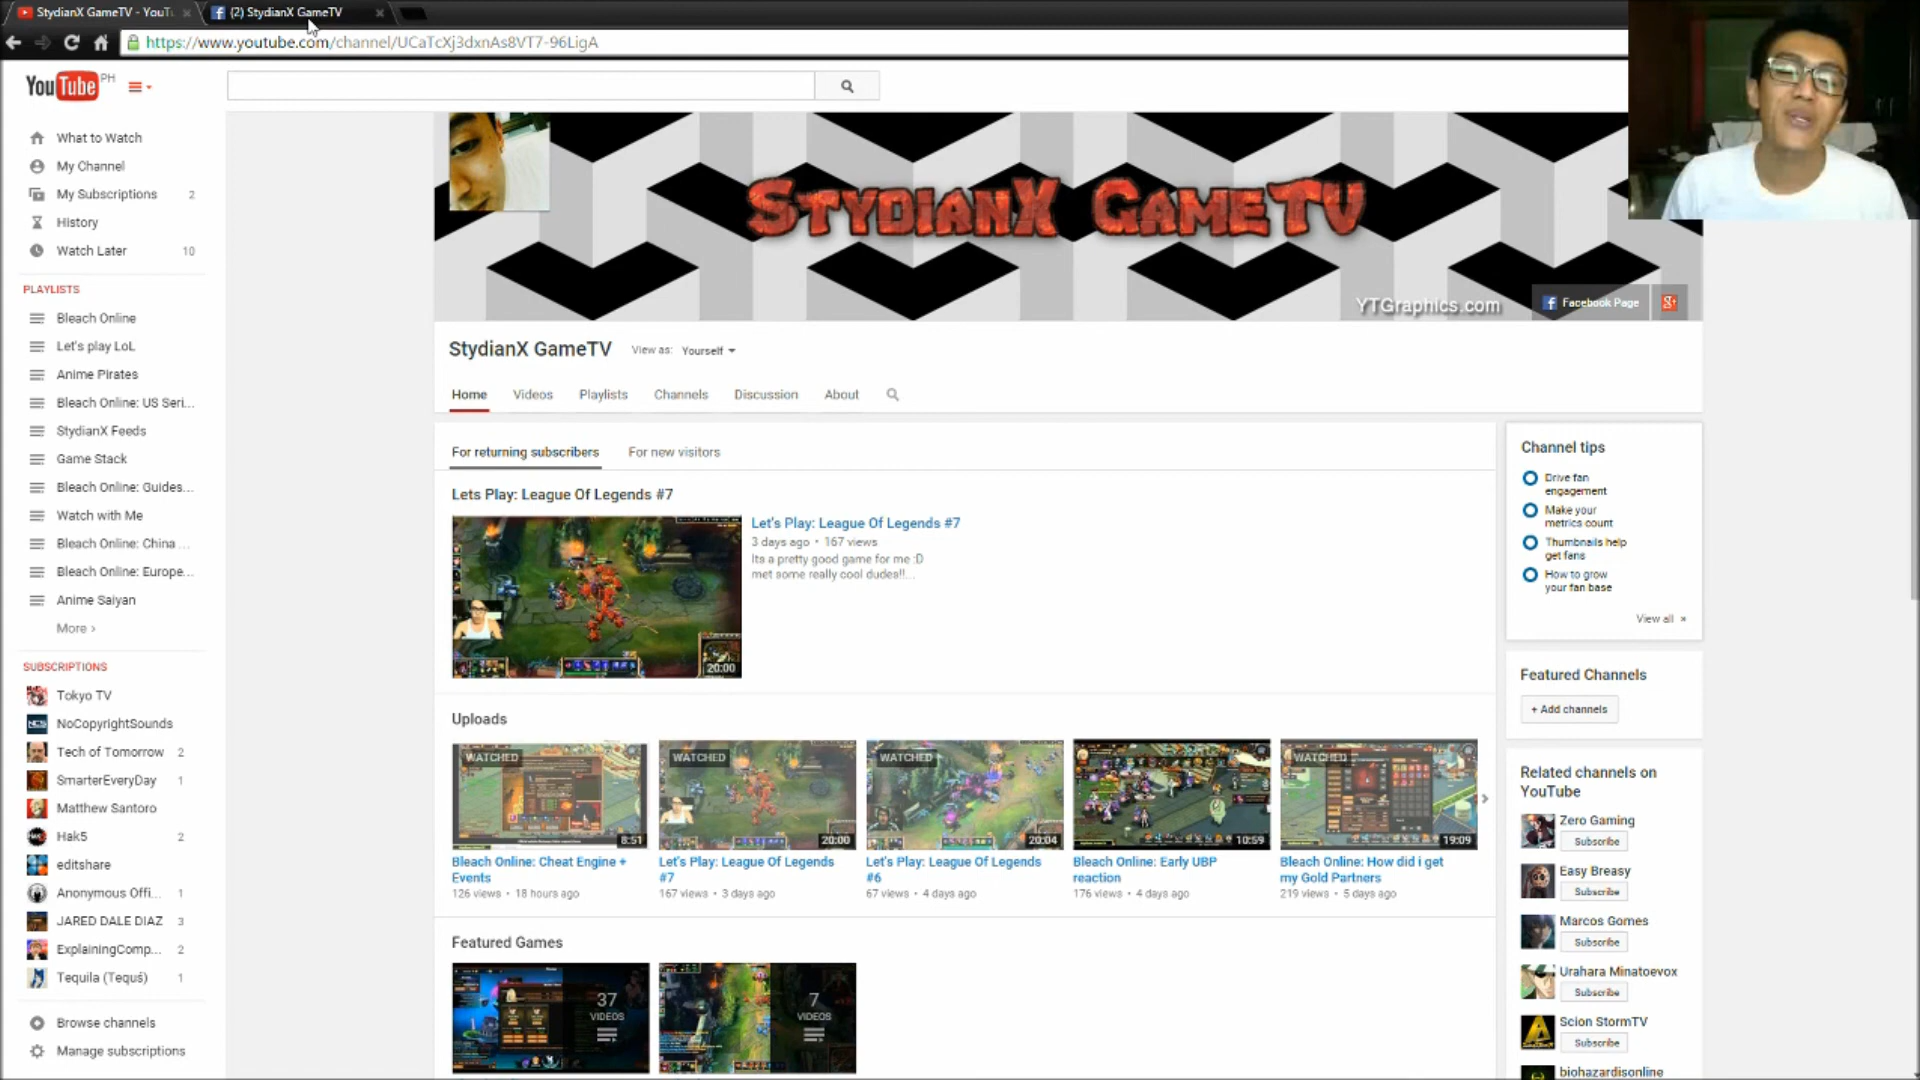 StydianX GameTV - YouTu
(2) StydianX GameTV
https://www.youtube.com/channel/UCaTcXj3dxnAs8VT7-96LigA
YouTube PH
What to Watch
My Channel
My Subscriptions 2
History
Watch Later 10
PLAYLISTS
Bleach Online
Let's play LoL
Anime Pirates
Bleach Online: US Seri...
StydianX Feeds
Game Stack
Bleach Online: Guides...
Watch with Me
Bleach Online: China ...
Bleach Online: Europe...
Anime Saiyan
More ›
SUBSCRIPTIONS
Tokyo TV
NoCopyrightSounds
Tech of Tomorrow 2
SmarterEveryDay 1
Matthew Santoro
Hak5 2
editshare
Anonymous Offi... 1
JARED DALE DIAZ 3
ExplainingComp... 2
Tequila (Tequš) 1
Browse channels
Manage subscriptions
StydianX GameTV
YTGraphics.com
Facebook Page
StydianX GameTV View as: Yourself
Home Videos Playlists Channels Discussion About
For returning subscribers For new visitors
Lets Play: League Of Legends #7
20:00
Let's Play: League Of Legends #7
3 days ago • 167 views
Its a pretty good game for me :D
met some really cool dudes!!...
Uploads
WATCHED
8:51
Bleach Online: Cheat Engine +
Events
126 views • 18 hours ago
WATCHED
20:00
Let's Play: League Of Legends
#7
167 views • 3 days ago
WATCHED
20:04
Let's Play: League Of Legends
#6
67 views • 4 days ago
10:59
Bleach Online: Early UBP
reaction
176 views • 4 days ago
WATCHED
19:09
Bleach Online: How did i get
my Gold Partners
219 views • 5 days ago
Featured Games
37
VIDEOS
7
VIDEOS
Channel tips
Drive fan
engagement
Make your
metrics count
Thumbnails help
get fans
How to grow
your fan base
View all »
Featured Channels
+ Add channels
Related channels on
YouTube
Zero Gaming
Subscribe
Easy Breasy
Subscribe
Marcos Gomes
Subscribe
Urahara Minatoevox
Subscribe
Scion StormTV
Subscribe
biohazardisonline